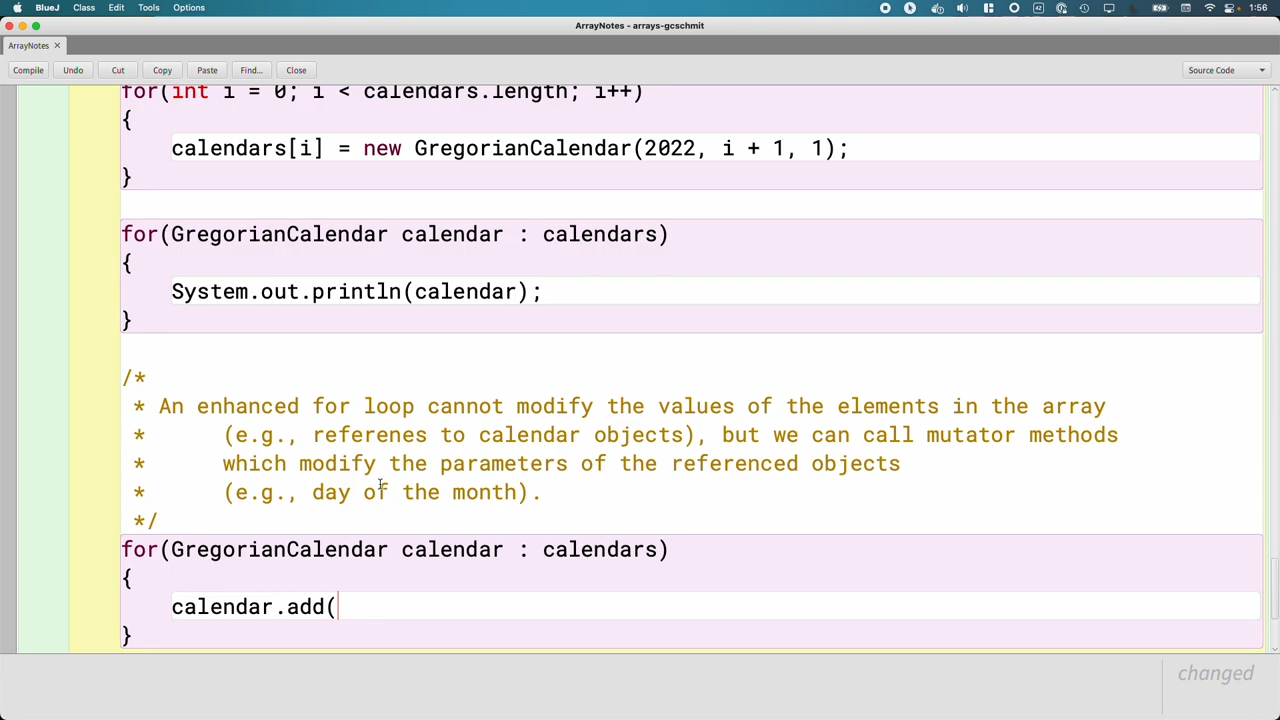 BlueJ Class Edit Tools Options 1:56
ArrayNotes - arrays-gcschmit
ArrayNotes ×
Compile Undo Cut Copy Paste Find... Close Source Code
for(int i = 0; i < calendars.length; i++)
{
calendars[i] = new GregorianCalendar(2022, i + 1, 1);
}
for(GregorianCalendar calendar : calendars)
{
System.out.println(calendar);
}
/*
* An enhanced for loop cannot modify the values of the elements in the array
* (e.g., referenes to calendar objects), but we can call mutator methods
* which modify the parameters of the referenced objects
* (e.g., day of the month).
*/
for(GregorianCalendar calendar : calendars)
{
calendar.add(
}
changed